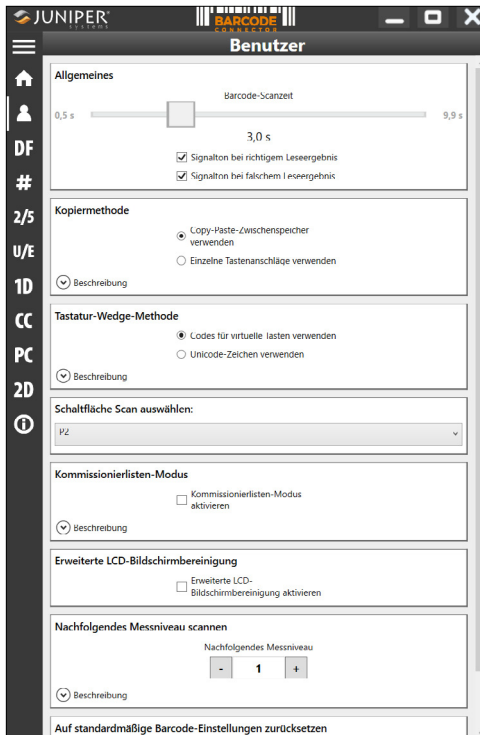 JUNIPER
systems
BARCODE
CONNECTOR
Benutzer
Allgemeines
Barcode-Scanzeit
0,5 s
9,9 s
3,0 s
Signalton bei richtigem Leseergebnis
Signalton bei falschem Leseergebnis
Kopiermethode
Copy-Paste-Zwischenspeicher
verwenden
Einzelne Tastenanschläge verwenden
Beschreibung
Tastatur-Wedge-Methode
Codes für virtuelle Tasten verwenden
Unicode-Zeichen verwenden
Beschreibung
Schaltfläche Scan auswählen:
P2
Kommissionierlisten-Modus
Kommissionierlisten-Modus
aktivieren
Beschreibung
Erweiterte LCD-Bildschirmbereinigung
Erweiterte LCD-
Bildschirmbereinigung aktivieren
Nachfolgendes Messniveau scannen
Nachfolgendes Messniveau
- 1 +
Beschreibung
Auf standardmäßige Barcode-Einstellungen zurücksetzen
DF
#
2/5
U/E
1D
CC
PC
2D